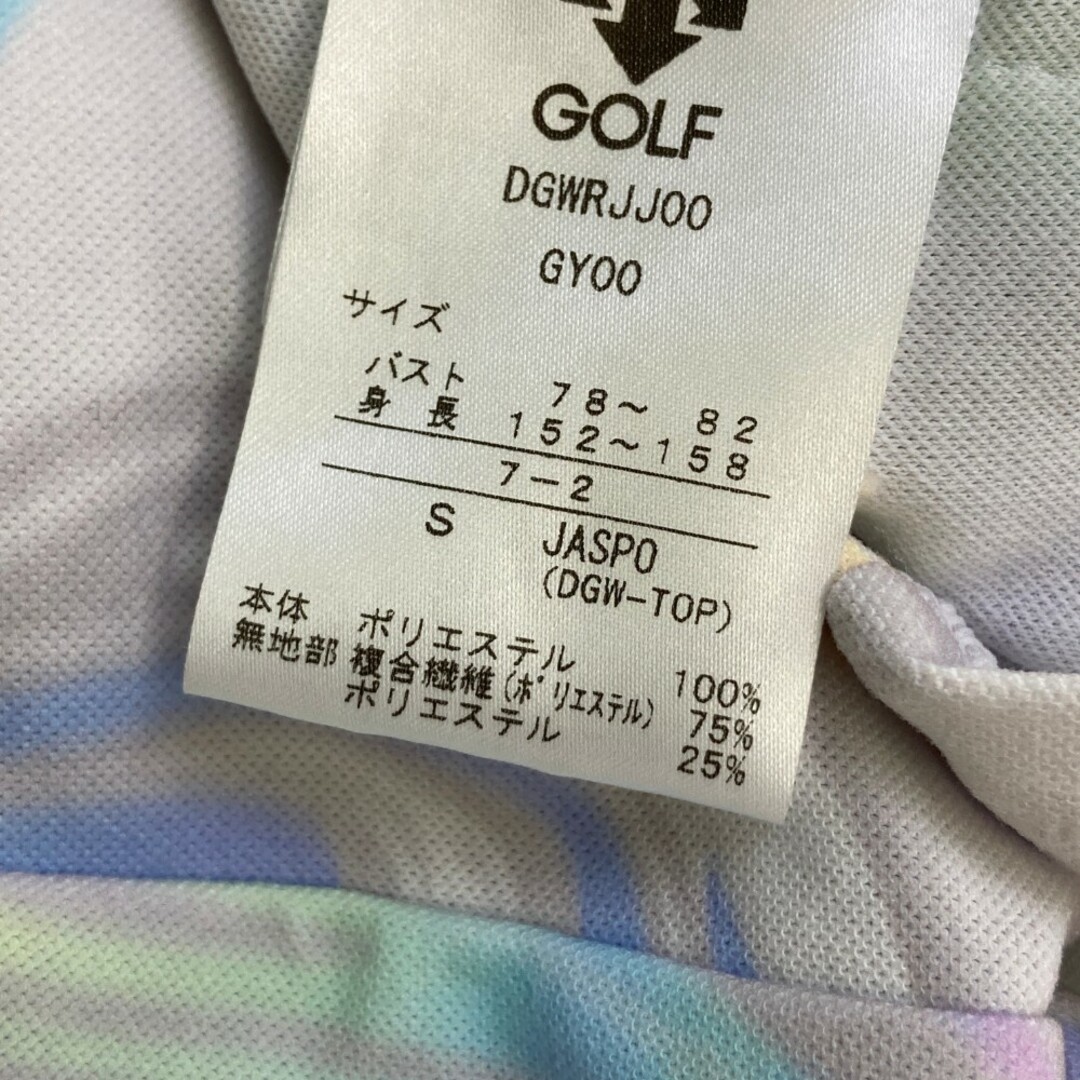 GOLF
DGWRJJ00
GY00
サイズ
バスト 78～ 82
身 長 152～158
7－2
S JASPO
(DGW-TOP)
本体 ポリエステル 100%
無地部 複合繊維(ﾎﾟﾘｴｽﾃﾙ) 75%
ポリエステル 25%